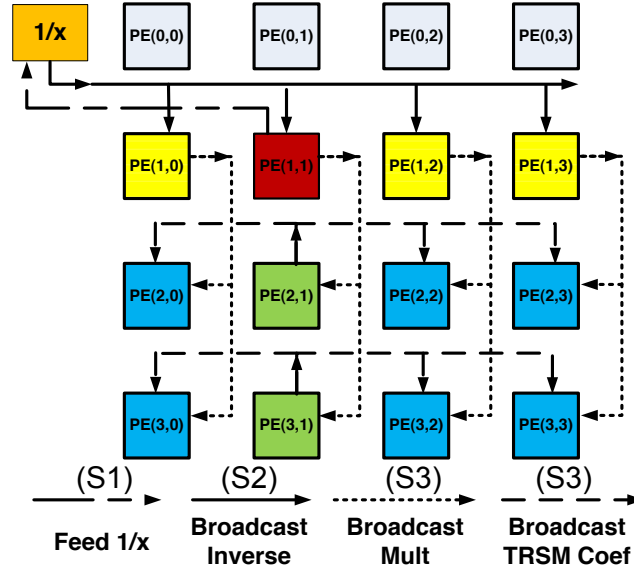 1/x PE(0,0) PE(0,1) PE(0,2) PE(0,3)
PE(1,0) PE(1,1) PE(1,2) PE(1,3)
PE(2,0) PE(2,1) PE(2,2) PE(2,3)
PE(3,0) PE(3,1) PE(3,2) PE(3,3)
(S1) (S2) (S3) (S3)
Feed 1/x Broadcast Broadcast Broadcast
Inverse Mult TRSM Coef